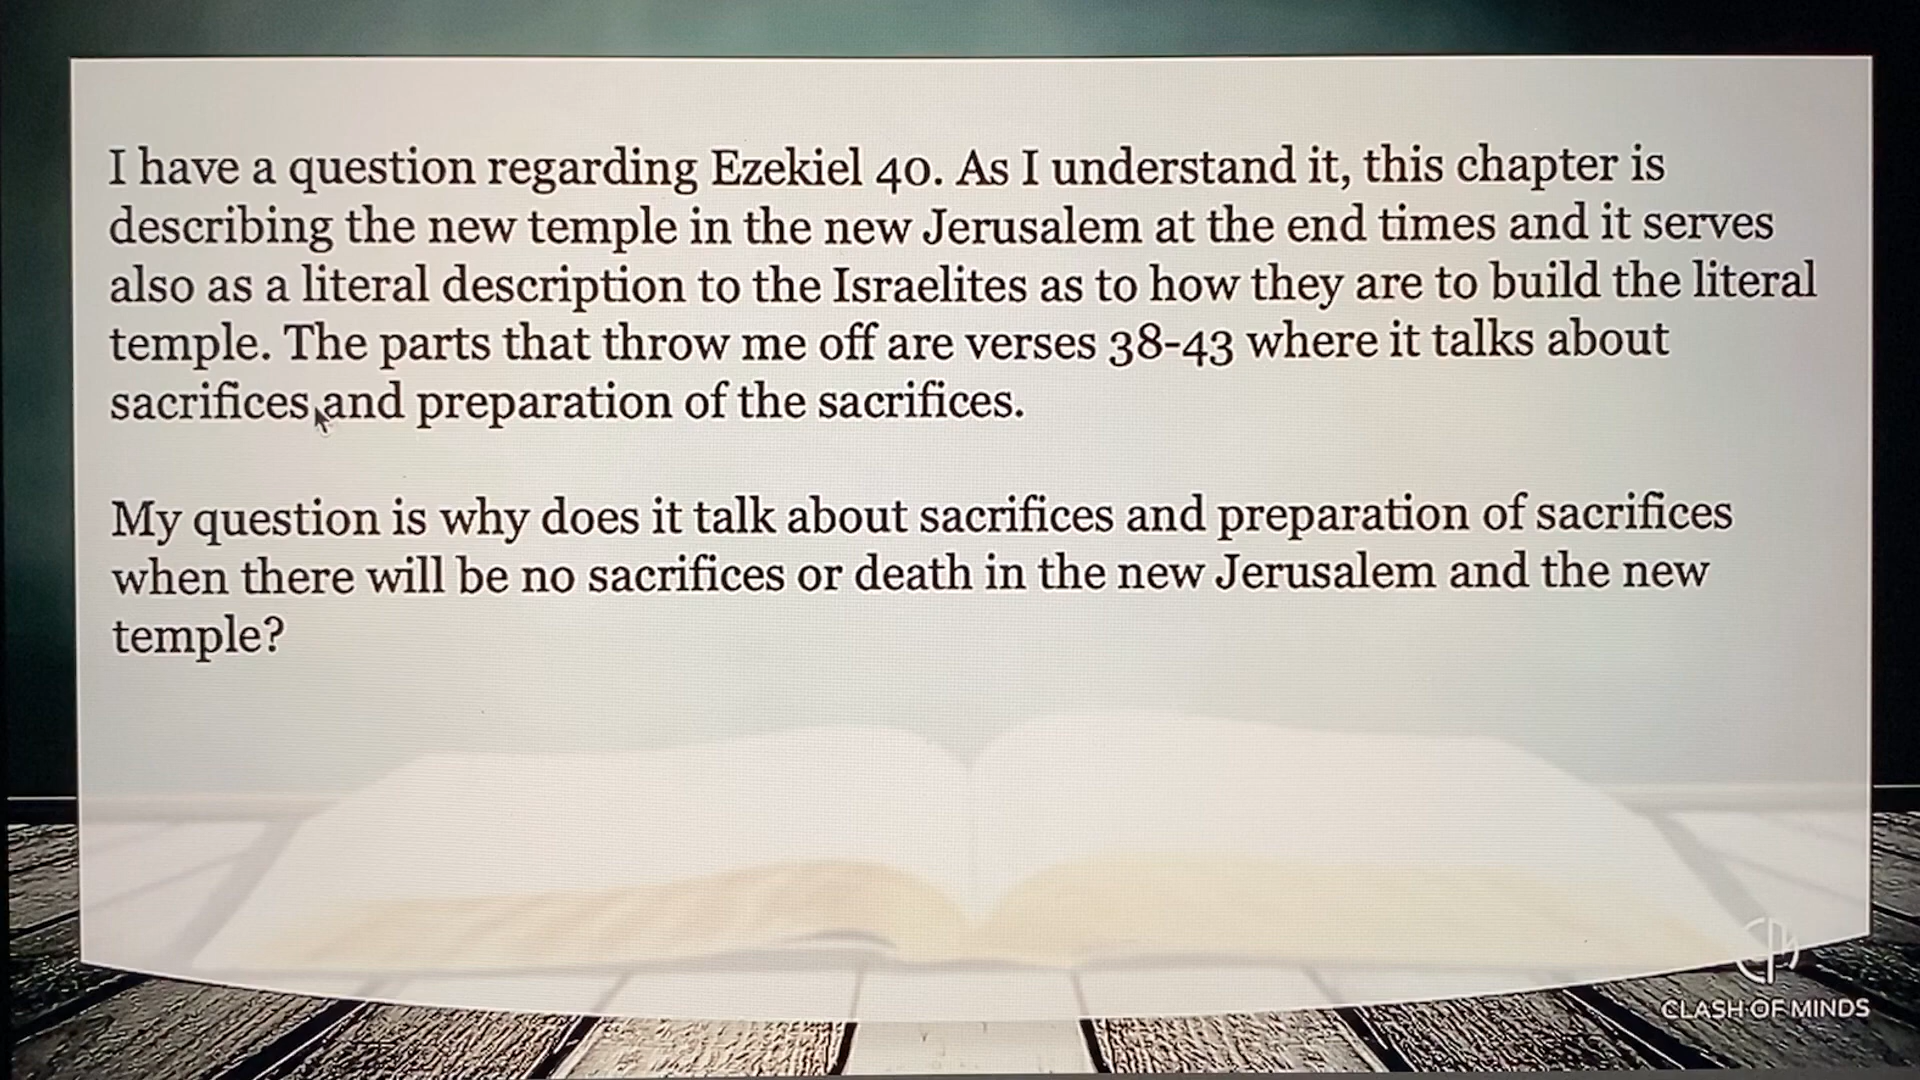 I have a question regarding Ezekiel 40. As I understand it, this chapter is
describing the new temple in the new Jerusalem at the end times and it serves
also as a literal description to the Israelites as to how they are to build the literal
temple. The parts that throw me off are verses 38-43 where it talks about
sacrifices and preparation of the sacrifices.
My question is why does it talk about sacrifices and preparation of sacrifices
when there will be no sacrifices or death in the new Jerusalem and the new
temple?
CLASH OF MINDS